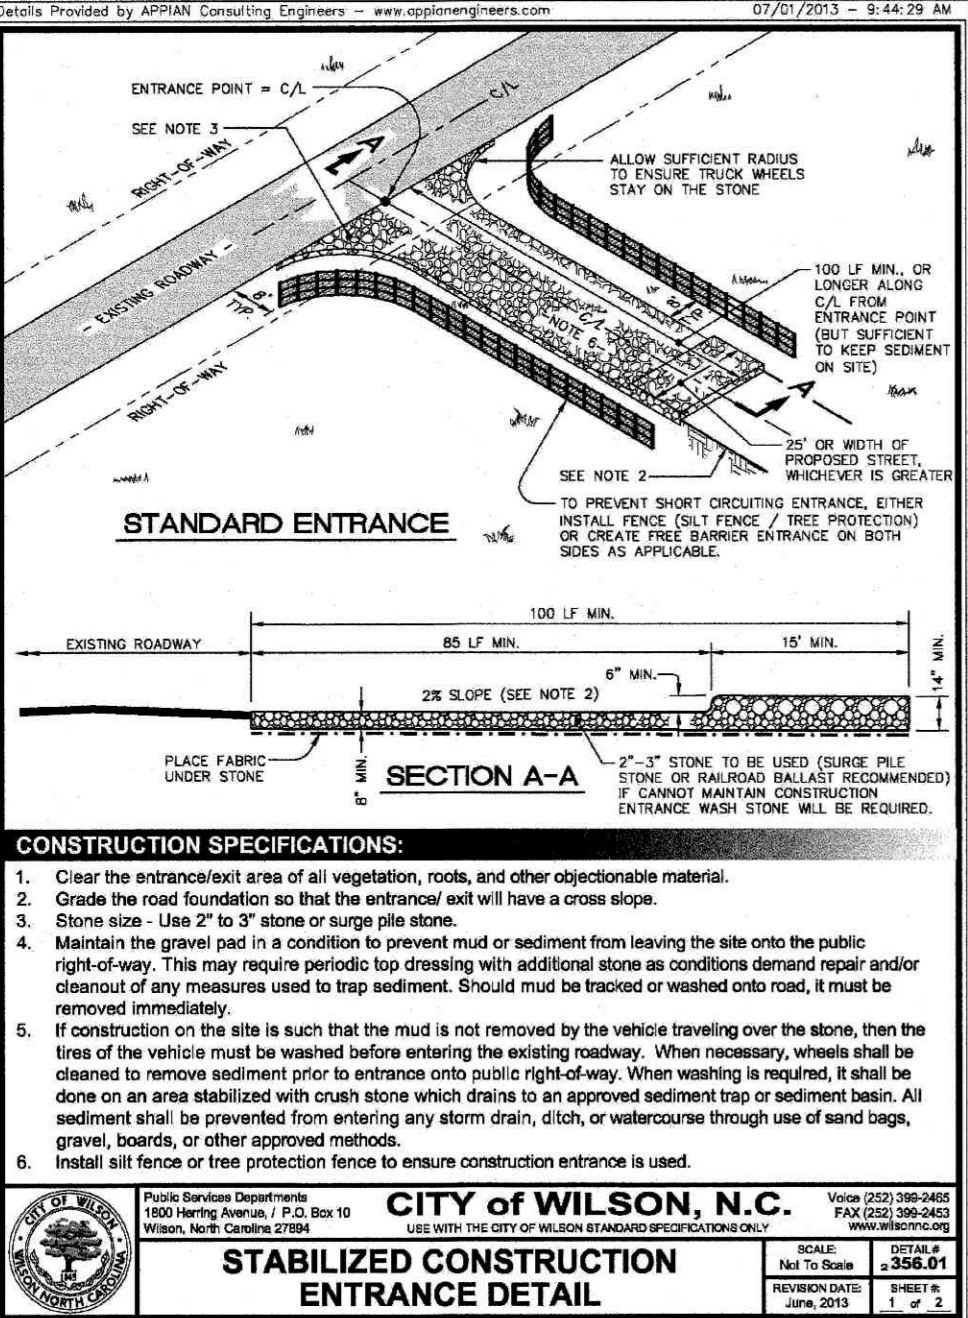 Details Provided by APPIAN Consulting Engineers - www.appianengineers.com
07/01/2013 - 9:44:29 AM
ENTRANCE POINT = C/L
C/L
SEE NOTE 3
A
RIGHT-OF-WAY
ALLOW SUFFICIENT RADIUS
TO ENSURE TRUCK WHEELS
STAY ON THE STONE
EXISTING ROADWAY
8"
TYP.
C/L
NOTE 6
8"
TYP.
100 LF MIN., OR
LONGER ALONG
C/L FROM
ENTRANCE POINT
(BUT SUFFICIENT
TO KEEP SEDIMENT
ON SITE)
A
RIGHT-OF-WAY
25' OR WIDTH OF
PROPOSED STREET,
WHICHEVER IS GREATER
SEE NOTE 2
TO PREVENT SHORT CIRCUITING ENTRANCE, EITHER
INSTALL FENCE (SILT FENCE / TREE PROTECTION)
OR CREATE FREE BARRIER ENTRANCE ON BOTH
SIDES AS APPLICABLE.
STANDARD ENTRANCE
100 LF MIN.
EXISTING ROADWAY
85 LF MIN.
15' MIN.
6" MIN.
14" MIN.
2% SLOPE (SEE NOTE 2)
PLACE FABRIC
UNDER STONE
8" MIN.
SECTION A-A
2"-3" STONE TO BE USED (SURGE PILE
STONE OR RAILROAD BALLAST RECOMMENDED)
IF CANNOT MAINTAIN CONSTRUCTION
ENTRANCE WASH STONE WILL BE REQUIRED.
CONSTRUCTION SPECIFICATIONS:
1. Clear the entrance/exit area of all vegetation, roots, and other objectionable material.
2. Grade the road foundation so that the entrance/ exit will have a cross slope.
3. Stone size - Use 2" to 3" stone or surge pile stone.
4. Maintain the gravel pad in a condition to prevent mud or sediment from leaving the site onto the public
right-of-way. This may require periodic top dressing with additional stone as conditions demand repair and/or
cleanout of any measures used to trap sediment. Should mud be tracked or washed onto road, it must be
removed immediately.
5. If construction on the site is such that the mud is not removed by the vehicle traveling over the stone, then the
tires of the vehicle must be washed before entering the existing roadway. When necessary, wheels shall be
cleaned to remove sediment prior to entrance onto public right-of-way. When washing is required, it shall be
done on an area stabilized with crush stone which drains to an approved sediment trap or sediment basin. All
sediment shall be prevented from entering any storm drain, ditch, or watercourse through use of sand bags,
gravel, boards, or other approved methods.
6. Install silt fence or tree protection fence to ensure construction entrance is used.
CITY OF WILSON
1849
WILSON NORTH CAROLINA
Public Services Departments
1800 Herring Avenue, / P.O. Box 10
Wilson, North Carolina 27894
CITY of WILSON, N.C.
USE WITH THE CITY OF WILSON STANDARD SPECIFICATIONS ONLY
Voice (252) 399-2465
FAX (252) 399-2453
www.wilsonnc.org
STABILIZED CONSTRUCTION
ENTRANCE DETAIL
SCALE:
Not To Scale
DETAIL#
2 356.01
REVISION DATE:
June, 2013
SHEET #:
1 of 2